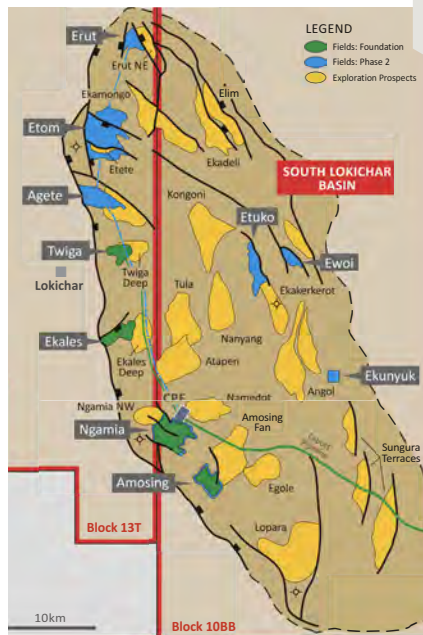 LEGEND
Fields: Foundation
Fields: Phase 2
Exploration Prospects
Erut
Erut NE
Ekamongo
Elim
Etom
Etete
Ekadeli
SOUTH LOKICHAR
BASIN
Agete
Kongoni
Etuko
Ewoi
Twiga
Twiga
Deep
Lokichar
Tula
Ekakerkerot
Nanyang
Ekales
Ekales
Deep
Atapen
Angol
Ekunyuk
CPF
Namedot
Ngamia NW
Ngamia
Amosing
Fan
Export
Pipeline
Sungura
Terraces
Amosing
Egole
Lopara
Block 13T
10km
Block 10BB